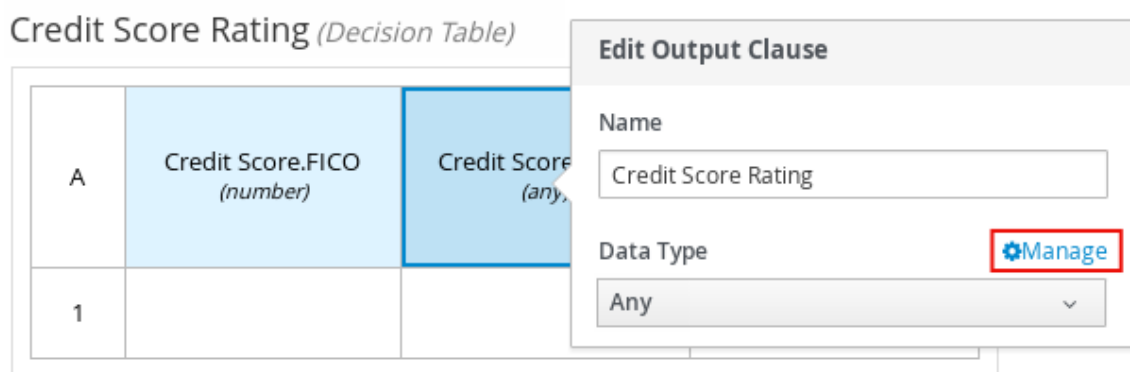 Credit Score Rating (Decision Table)
Edit Output Clause
Name
Credit Score Rating
Data Type
Manage
Any
A
Credit Score.FICO
(number)
Credit Score
(any)
1